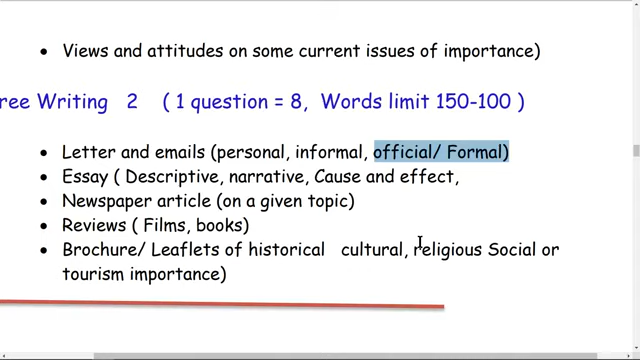 • Views and attitudes on some current issues of importance)
ree Writing 2 ( 1 question = 8, Words limit 150-100 )
• Letter and emails (personal, informal, official/ Formal)
• Essay ( Descriptive, narrative, Cause and effect,
• Newspaper article (on a given topic)
• Reviews ( Films, books)
• Brochure/ Leaflets of historical cultural, religious Social or
tourism importance)